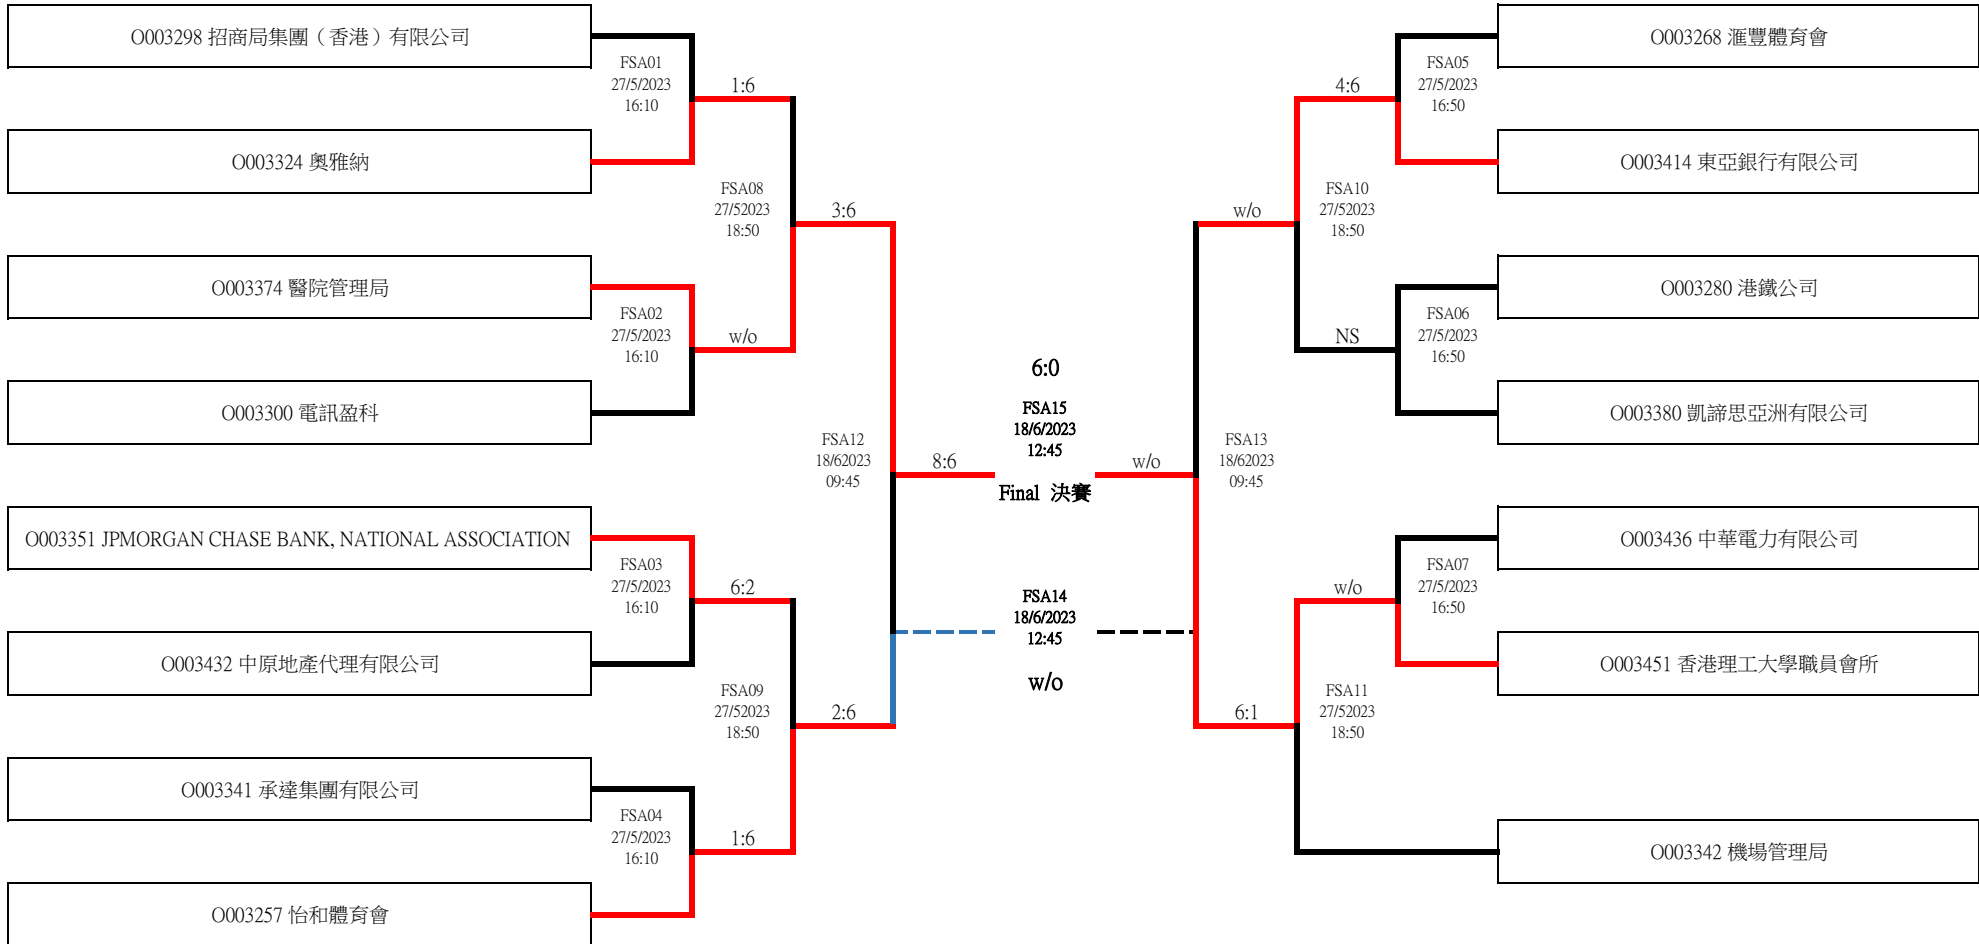 O003298 招商局集團（香港）有限公司
FSA01
27/5/2023
16:10
1:6
O003324 奧雅納
FSA08
27/52023
18:50
3:6
O003374 醫院管理局
FSA02
27/5/2023
16:10
w/o
O003300 電訊盈科
FSA12
18/62023
09:45
8:6
O003351 JPMORGAN CHASE BANK, NATIONAL ASSOCIATION
FSA03
27/5/2023
16:10
6:2
O003432 中原地產代理有限公司
FSA09
27/52023
18:50
2:6
O003341 承達集團有限公司
FSA04
27/5/2023
16:10
1:6
O003257 怡和體育會
6:0
FSA15
18/6/2023
12:45
Final 決賽
FSA14
18/6/2023
12:45
w/o
O003268 滙豐體育會
FSA05
27/5/2023
16:50
4:6
O003414 東亞銀行有限公司
FSA10
27/52023
18:50
w/o
O003280 港鐵公司
FSA06
27/5/2023
16:50
NS
O003380 凱諦思亞洲有限公司
FSA13
18/62023
09:45
w/o
O003436 中華電力有限公司
FSA07
27/5/2023
16:50
w/o
O003451 香港理工大學職員會所
FSA11
27/52023
18:50
6:1
O003342 機場管理局